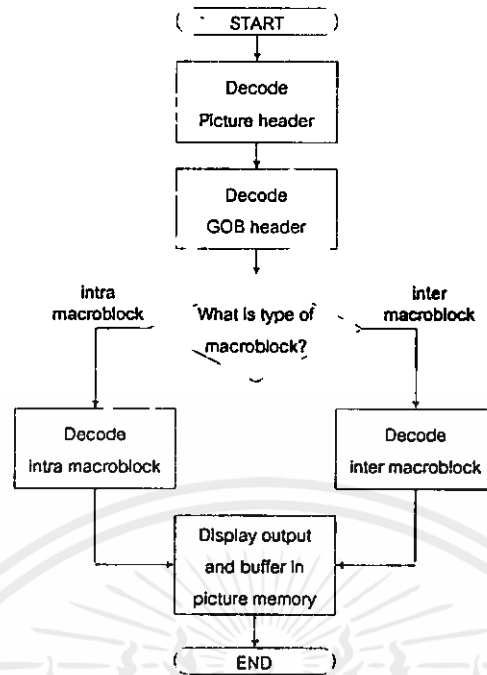 START
Decode
Picture header
Decode
GOB header
intra
macroblock
What is type of
macroblock?
inter
macroblock
Decode
intra macroblock
Decode
inter macroblock
Display output
and buffer in
picture memory
END